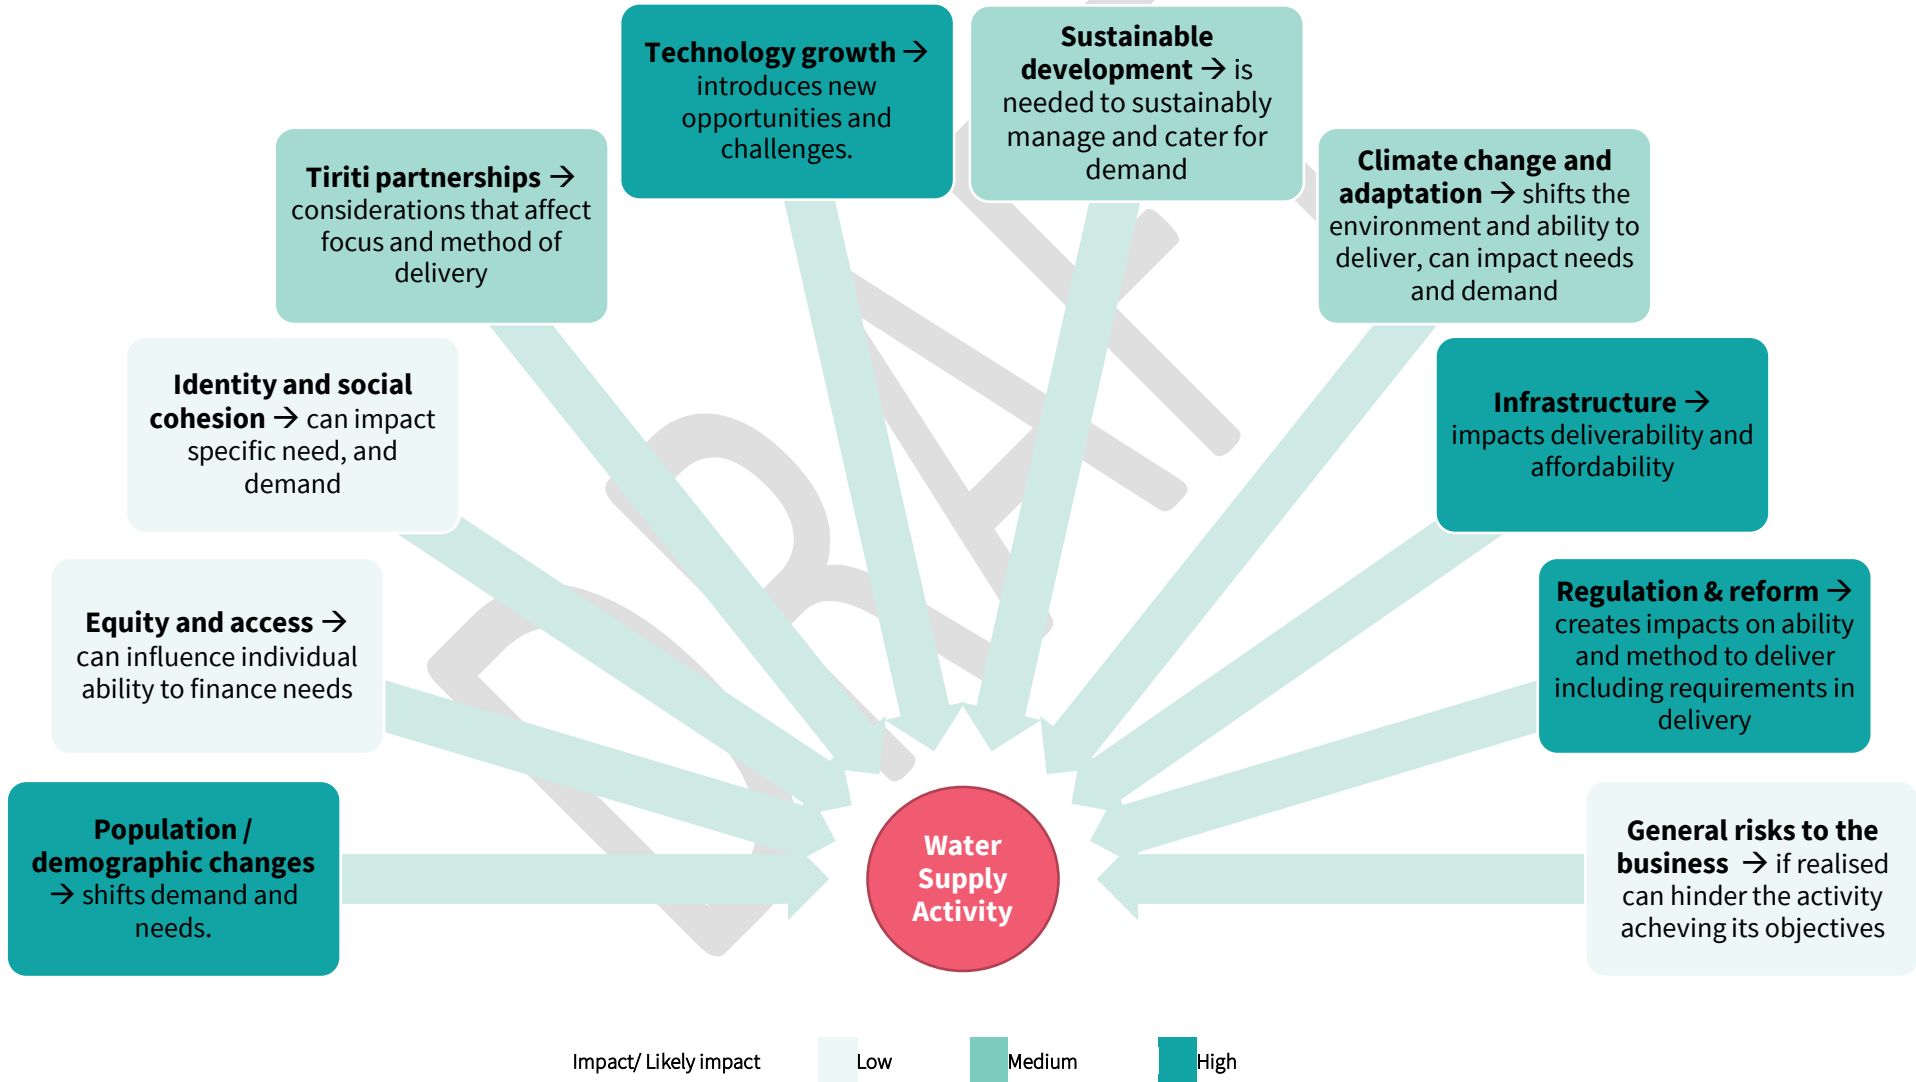 Technology growth →
introduces new
opportunities and
challenges.
Sustainable
development → is
needed to sustainably
manage and cater for
demand
Tiriti partnerships →
considerations that affect
focus and method of
delivery
Climate change and
adaptation → shifts the
environment and ability to
deliver, can impact needs
and demand
Identity and social
cohesion → can impact
specific need, and
demand
Infrastructure →
impacts deliverability and
affordability
Equity and access →
can influence individual
ability to finance needs
Regulation & reform →
creates impacts on ability
and method to deliver
including requirements in
delivery
Population /
demographic changes
→ shifts demand and
needs.
Water
Supply
Activity
General risks to the
business → if realised
can hinder the activity
acheving its objectives
DRAFT
Impact/ Likely impact Low Medium High